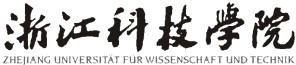 浙江科技學院
ZHEJIANG UNIVERSITÄT FÜR WISSENSCHAFT UND TECHNIK